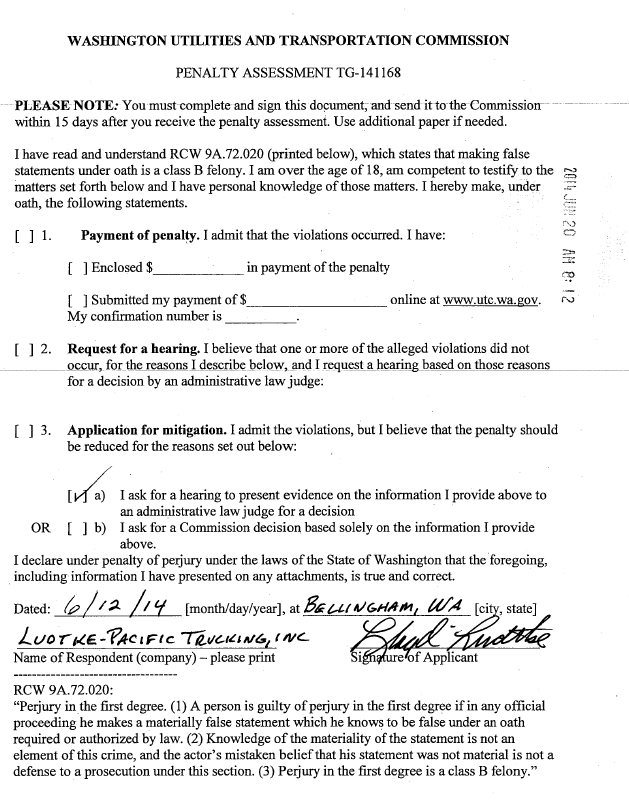 WASHINGTON UTILITIES AND TRANSPORTATION COMMISSION
PENALTY ASSESSMENT TG-141168
PLEASE NOTE: You must complete and sign this document, and send it to the Commission
within 15 days after you receive the penalty assessment. Use additional paper if needed.
I have read and understand RCW 9A.72.020 (printed below), which states that making false
statements under oath is a class B felony. I am over the age of 18, am competent to testify to the
matters set forth below and I have personal knowledge of those matters. I hereby make, under
oath, the following statements.
2014 JUN 20 AM 8:12
[ ] 1. Payment of penalty. I admit that the violations occurred. I have:
[ ] Enclosed $____________ in payment of the penalty
[ ] Submitted my payment of $___________________ online at www.utc.wa.gov.
My confirmation number is __________.
[ ] 2. Request for a hearing. I believe that one or more of the alleged violations did not
occur, for the reasons I describe below, and I request a hearing based on those reasons
for a decision by an administrative law judge:
[ ] 3. Application for mitigation. I admit the violations, but I believe that the penalty should
be reduced for the reasons set out below:
[✓] a) I ask for a hearing to present evidence on the information I provide above to
an administrative law judge for a decision
OR [ ] b) I ask for a Commission decision based solely on the information I provide
above.
I declare under penalty of perjury under the laws of the State of Washington that the foregoing,
including information I have presented on any attachments, is true and correct.
Dated: 6/12/14 [month/day/year], at BELLINGHAM, WA [city, state]
LUDTKE-PACIFIC TRUCKING, INC Lloyd Ludtke
Name of Respondent (company) – please print Signature of Applicant
-----------------------------------
RCW 9A.72.020:
"Perjury in the first degree. (1) A person is guilty of perjury in the first degree if in any official
proceeding he makes a materially false statement which he knows to be false under an oath
required or authorized by law. (2) Knowledge of the materiality of the statement is not an
element of this crime, and the actor's mistaken belief that his statement was not material is not a
defense to a prosecution under this section. (3) Perjury in the first degree is a class B felony."